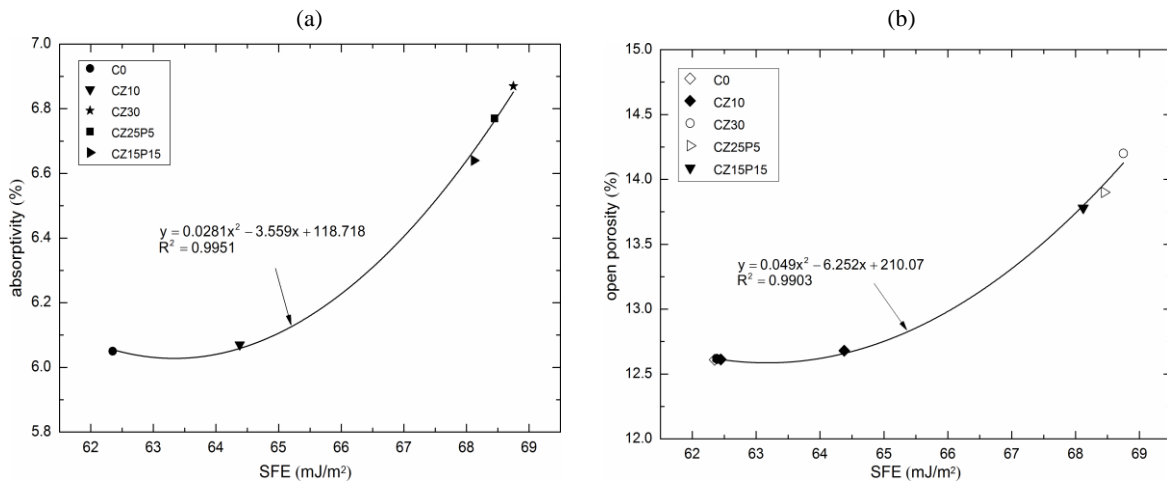 (a)
7.0
6.8
6.6
6.4
6.2
6.0
5.8
absorptivity (%)
C0
CZ10
CZ30
CZ25P5
CZ15P15
y = 0.0281x² − 3.559x + 118.718
R² = 0.9951
62 63 64 65 66 67 68 69
SFE (mJ/m²)
(b)
15.0
14.5
14.0
13.5
13.0
12.5
12.0
open porosity (%)
C0
CZ10
CZ30
CZ25P5
CZ15P15
y = 0.049x² − 6.252x + 210.07
R² = 0.9903
62 63 64 65 66 67 68 69
SFE (mJ/m²)